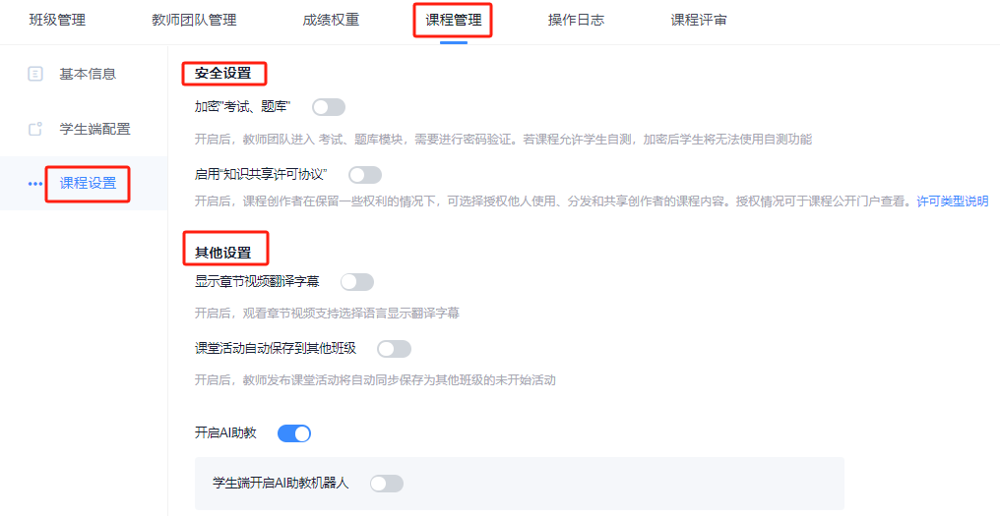 班级管理 教师团队管理 成绩权重 课程管理 操作日志 课程评审
基本信息
学生端配置
课程设置
安全设置
加密"考试、题库"
开启后，教师团队进入 考试、题库模块，需要进行密码验证。若课程允许学生自测，加密后学生将无法使用自测功能
启用“知识共享许可协议”
开启后，课程创作者在保留一些权利的情况下，可选择授权他人使用、分发和共享创作者的课程内容。授权情况可于课程公开门户查看。许可类型说明
其他设置
显示章节视频翻译字幕
开启后，观看章节视频支持选择语言显示翻译字幕
课堂活动自动保存到其他班级
开启后，教师发布课堂活动将自动同步保存为其他班级的未开始活动
开启AI助教
学生端开启AI助教机器人